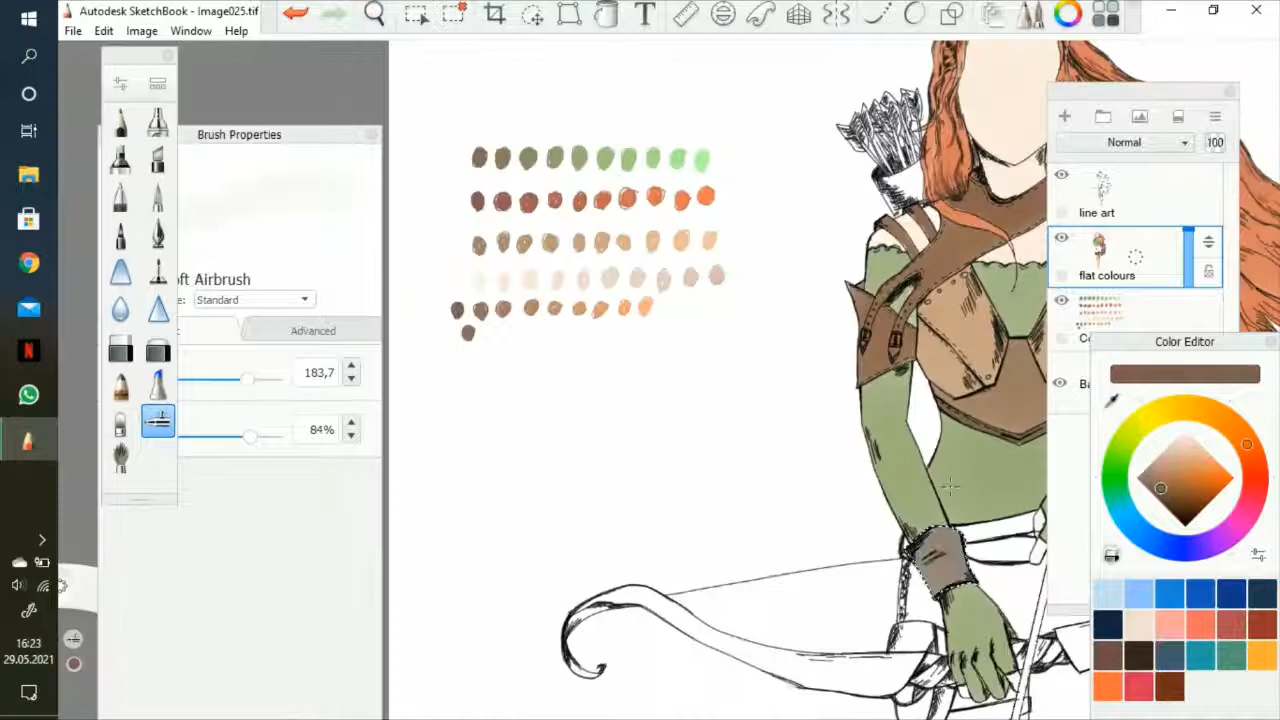 Autodesk SketchBook - Image025.tif
File Edit Image Window Help
Brush Properties
oft Airbrush
e: Standard
Advanced
183,7
84%
Normal
100
line art
flat colours
C
Ba
Color Editor
16:23
29.05.2021